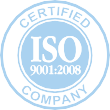 CERTIFIED
ISO
9001:2008
COMPANY